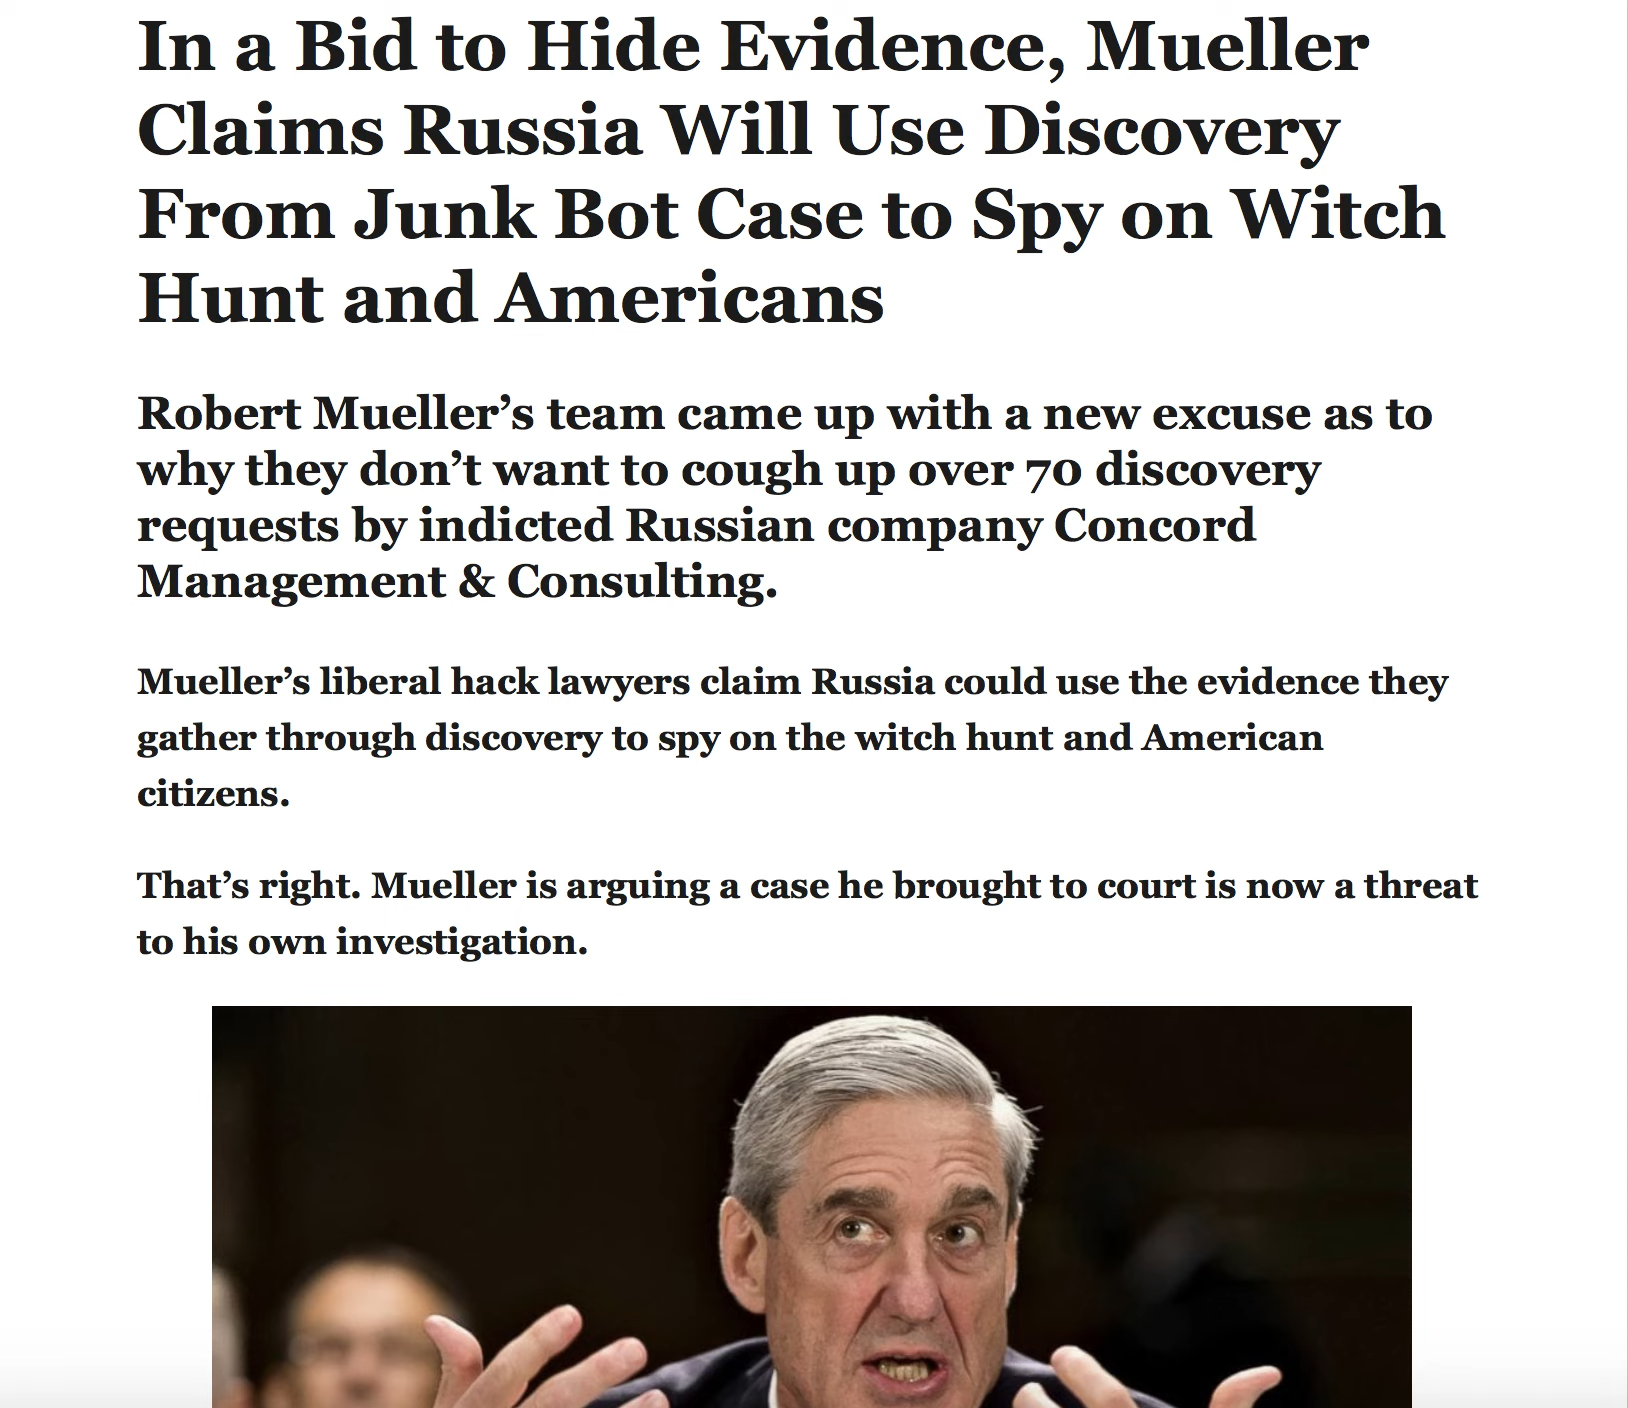 In a Bid to Hide Evidence, Mueller
Claims Russia Will Use Discovery
From Junk Bot Case to Spy on Witch
Hunt and Americans
Robert Mueller’s team came up with a new excuse as to
why they don’t want to cough up over 70 discovery
requests by indicted Russian company Concord
Management & Consulting.
Mueller’s liberal hack lawyers claim Russia could use the evidence they
gather through discovery to spy on the witch hunt and American
citizens.
That’s right. Mueller is arguing a case he brought to court is now a threat
to his own investigation.